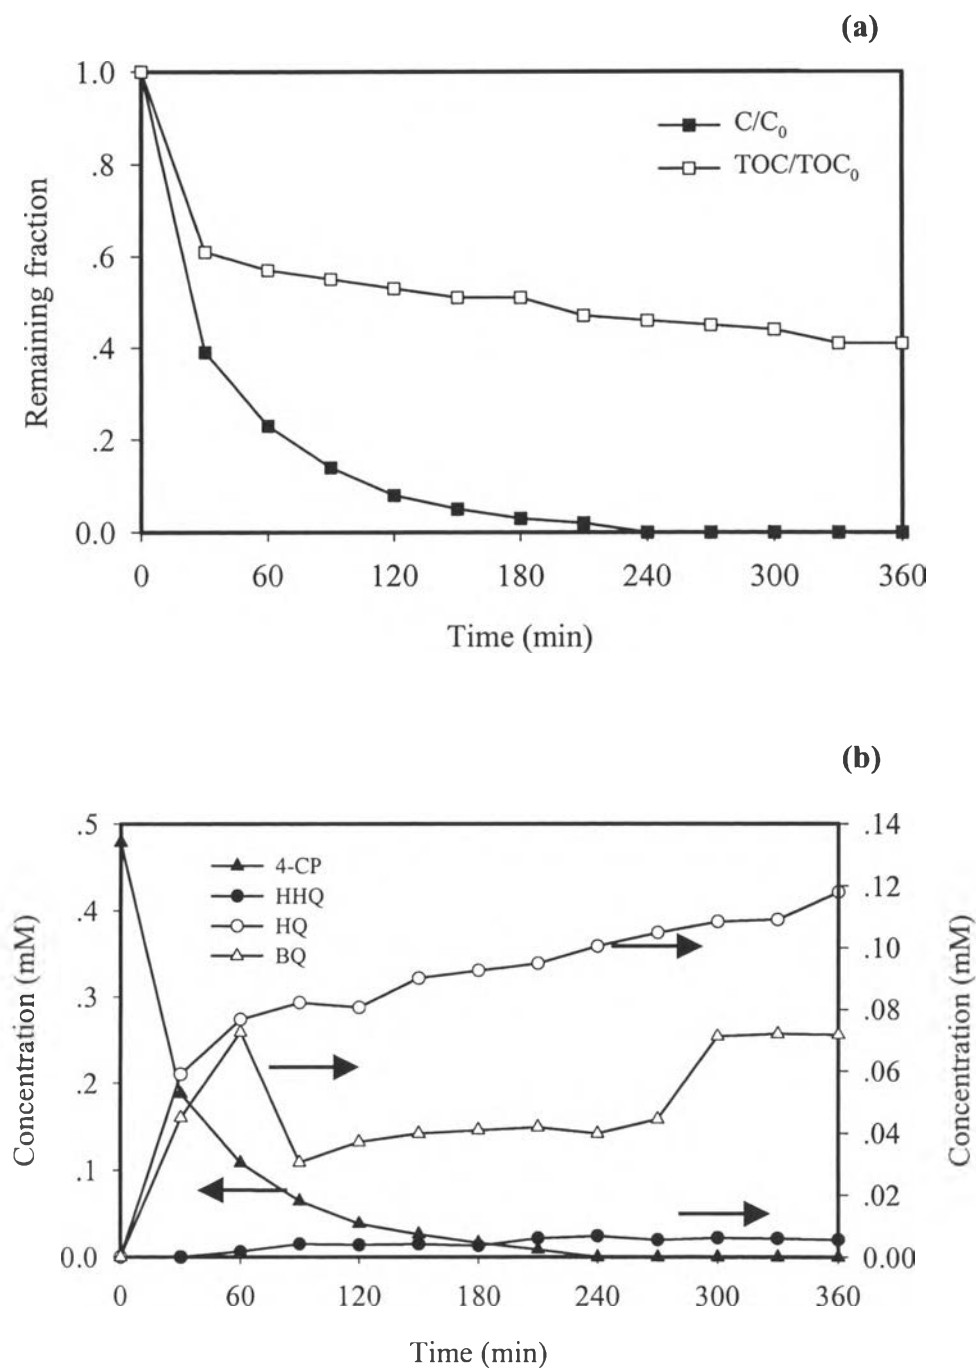 (a)
1.0
.8
.6
.4
.2
0.0
Remaining fraction
C/C₀
TOC/TOC₀
0 60 120 180 240 300 360
Time (min)
(b)
.5
.4
.3
.2
.1
0.0
Concentration (mM)
4-CP
HHQ
HQ
BQ
.14
.12
.10
.08
.06
.04
.02
0.00
Concentration (mM)
0 60 120 180 240 300 360
Time (min)